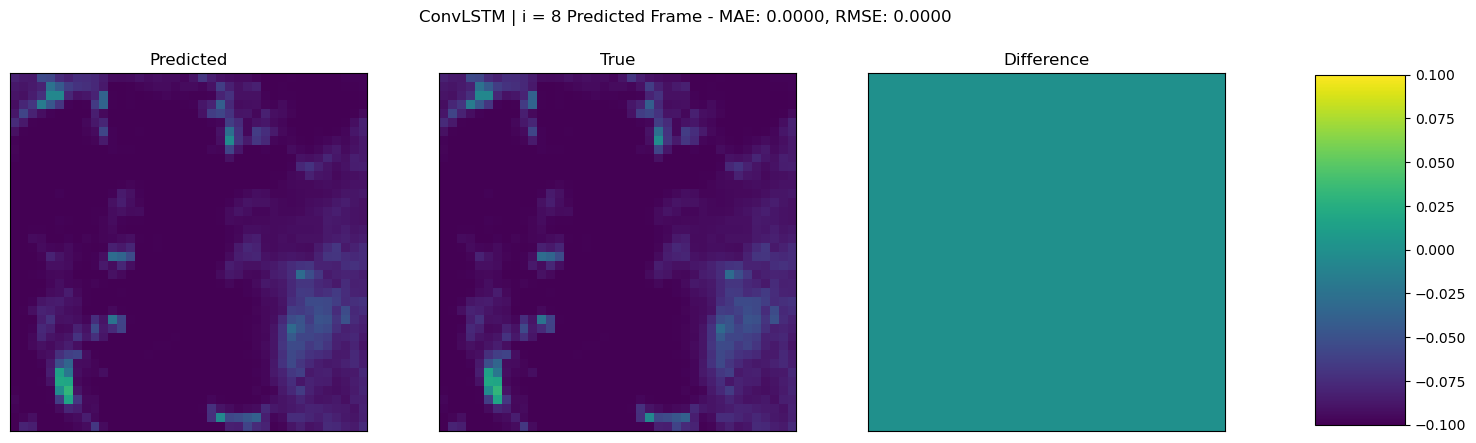 ConvLSTM | i = 8 Predicted Frame - MAE: 0.0000, RMSE: 0.0000
Predicted
True
Difference
0.100
0.075
0.050
0.025
0.000
−0.025
−0.050
−0.075
−0.100